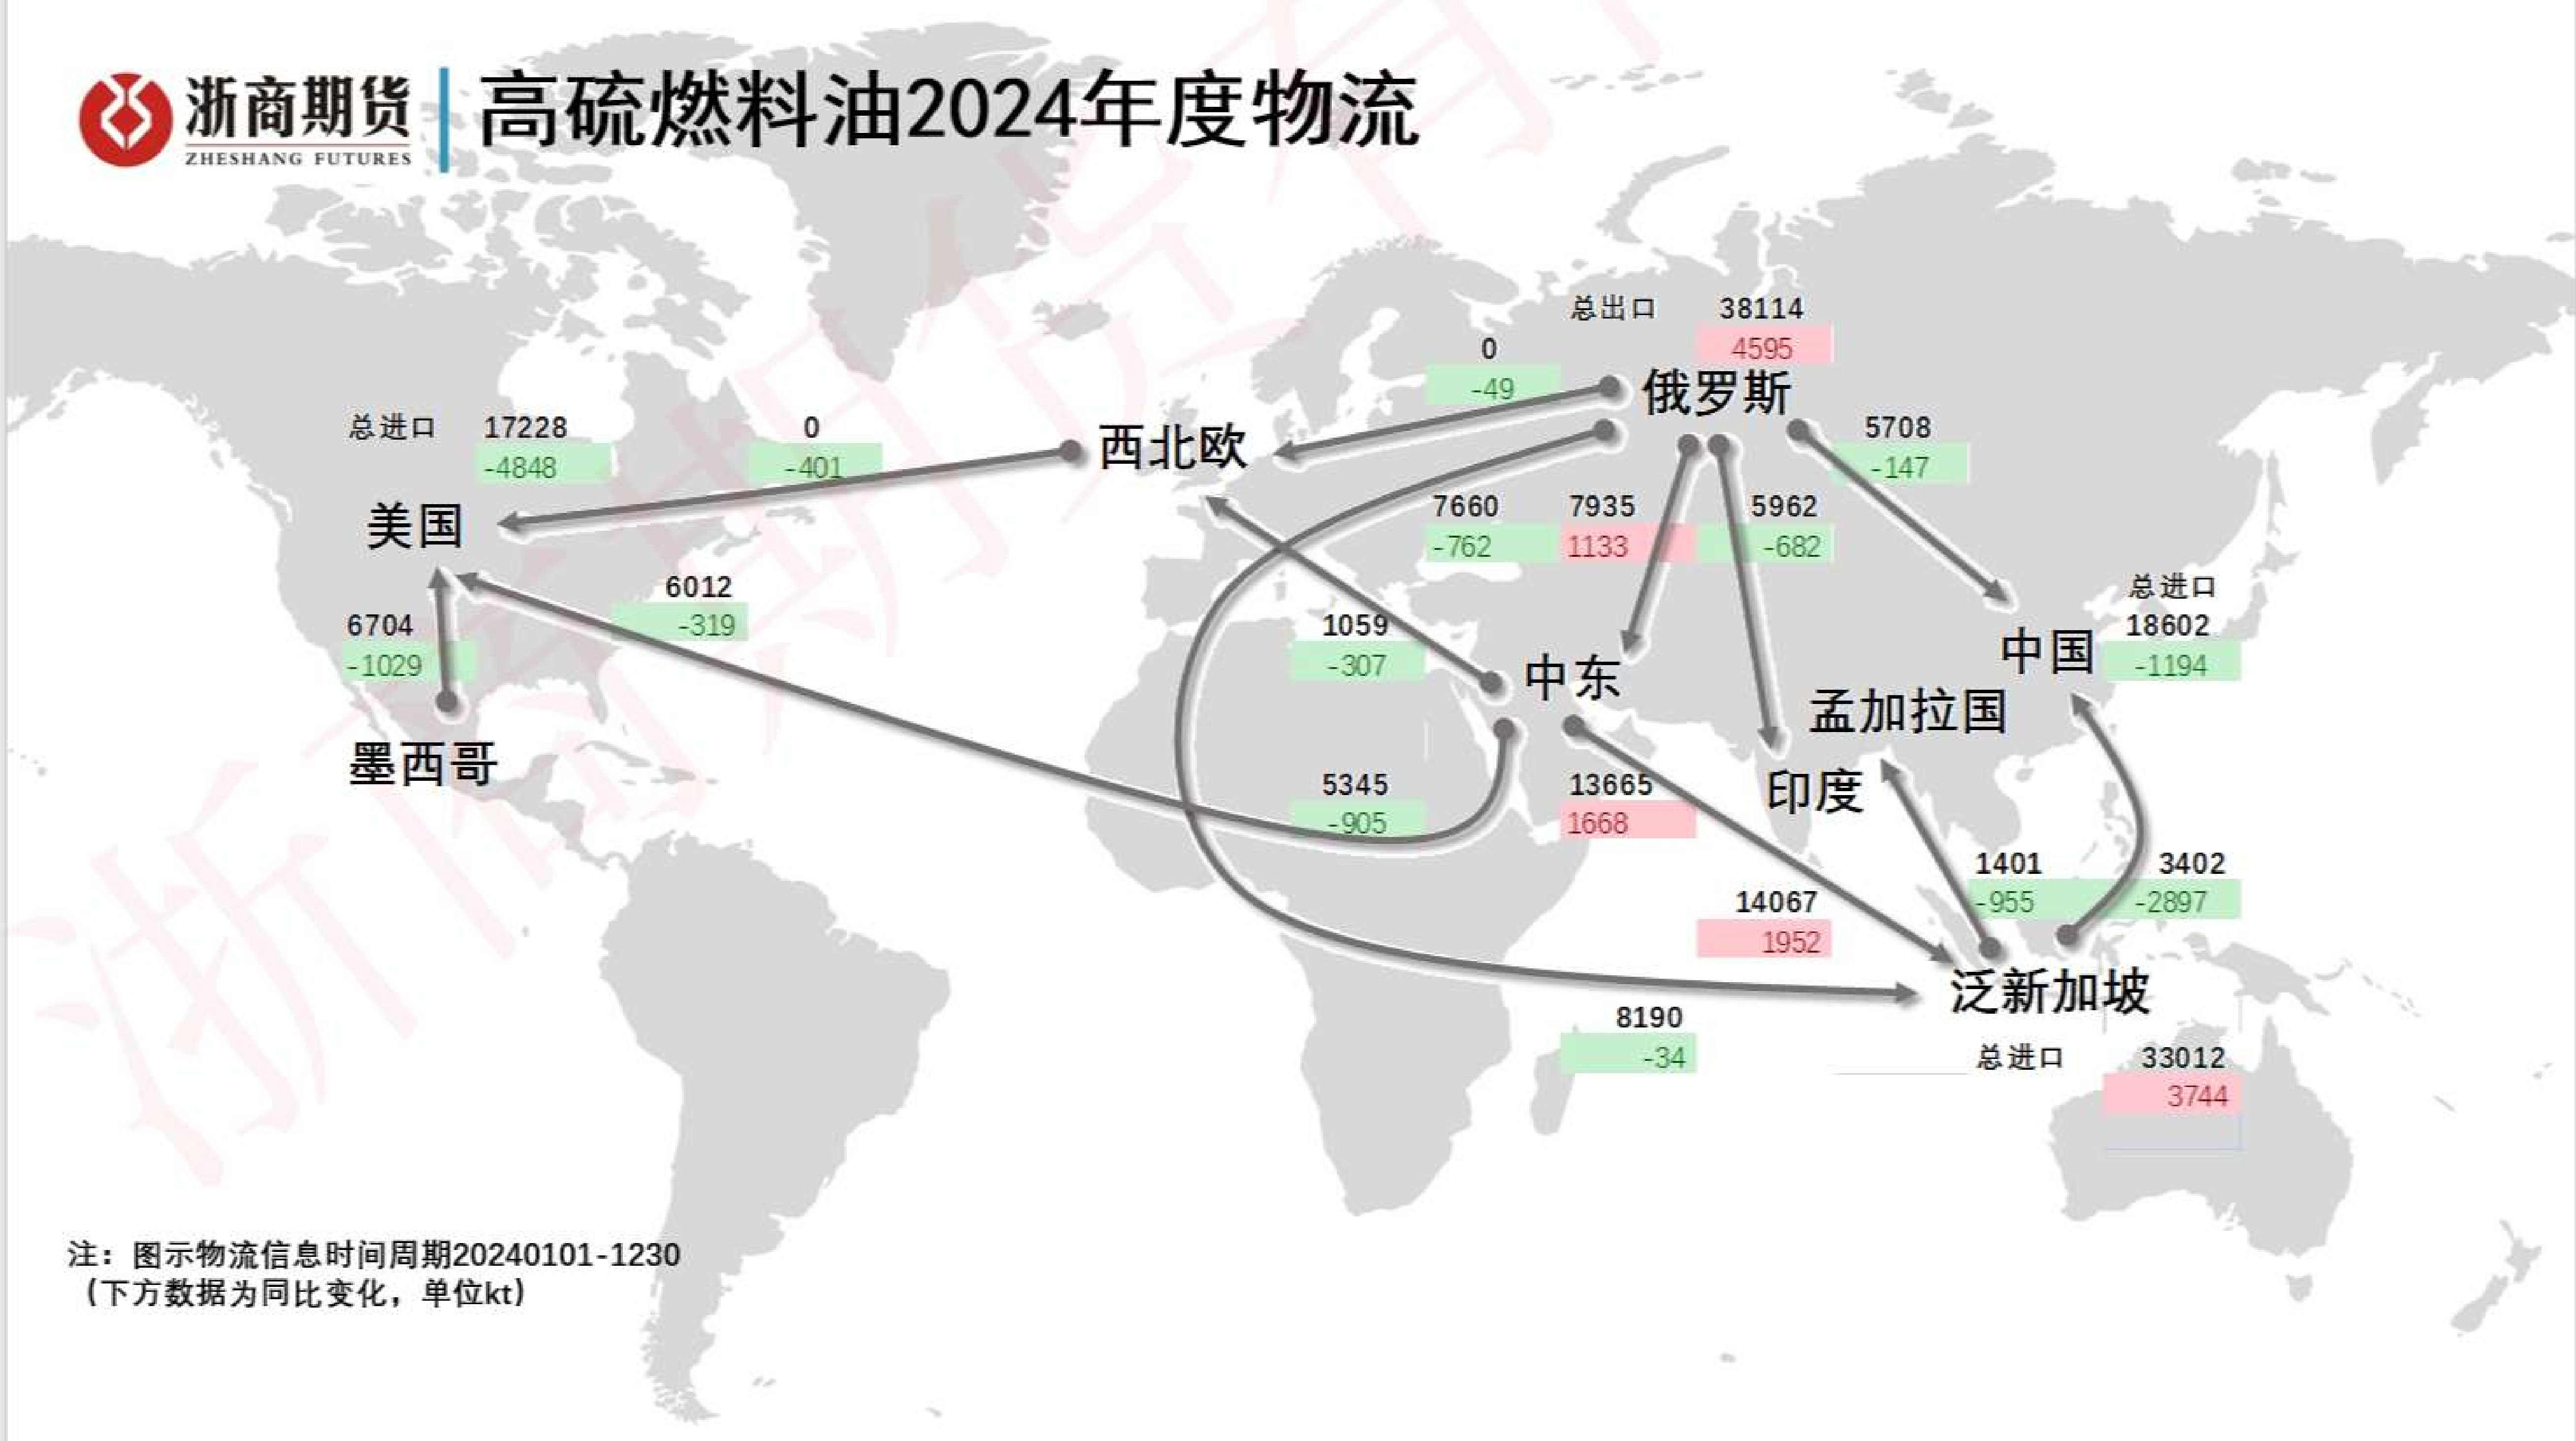 浙商期货
ZHESHANG FUTURES
高硫燃料油2024年度物流
总出口 38114
4595
俄罗斯
0
-49
总进口 17228
-4848
0
-401
西北欧
5708
-147
美国
7660 7935 5962
-762 1133 -682
6012
-319
总进口
18602
-1194
中国
6704
-1029
1059
-307
中东
孟加拉国
墨西哥
印度
5345
-905
13665
1668
1401 3402
-955 -2897
14067
1952
泛新加坡
8190
-34
总进口 33012
3744
注：图示物流信息时间周期20240101-1230
（下方数据为同比变化，单位kt）
浙商期货有